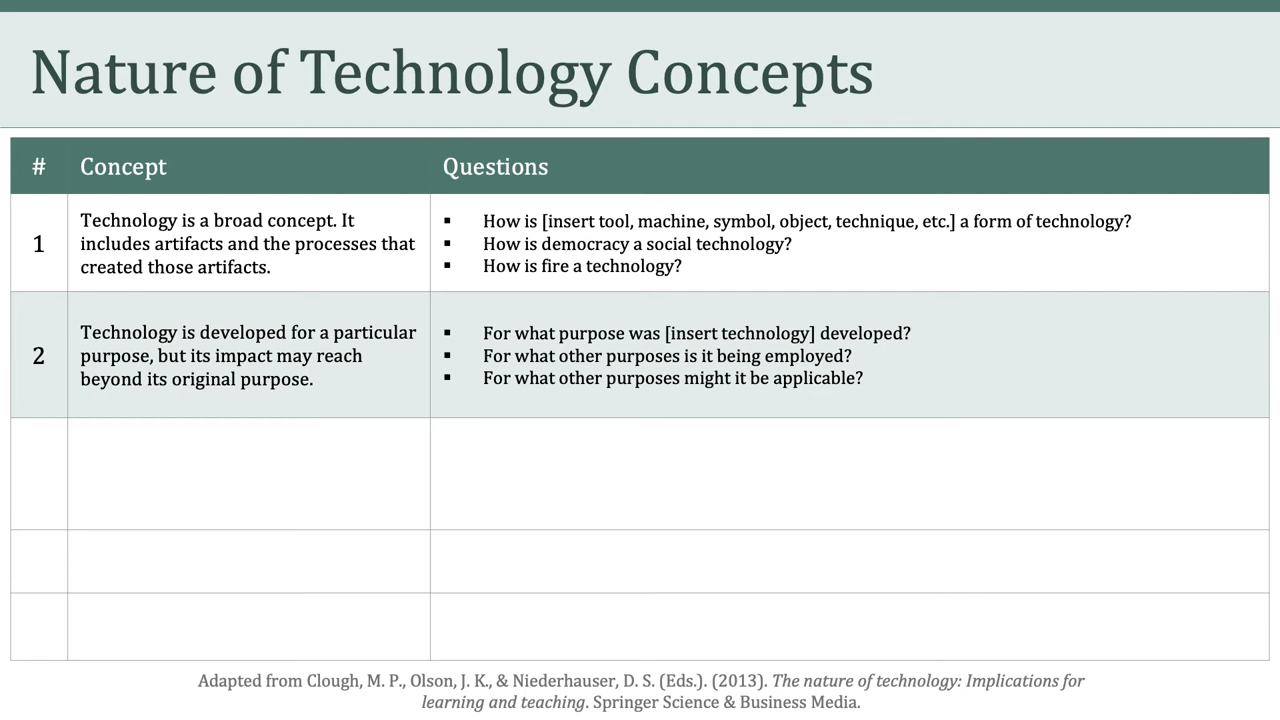 Nature of Technology Concepts
# Concept Questions
1
Technology is a broad concept. It
includes artifacts and the processes that
created those artifacts.
▪ How is [insert tool, machine, symbol, object, technique, etc.] a form of technology?
▪ How is democracy a social technology?
▪ How is fire a technology?
2
Technology is developed for a particular
purpose, but its impact may reach
beyond its original purpose.
▪ For what purpose was [insert technology] developed?
▪ For what other purposes is it being employed?
▪ For what other purposes might it be applicable?
Adapted from Clough, M. P., Olson, J. K., & Niederhauser, D. S. (Eds.). (2013). The nature of technology: Implications for
learning and teaching. Springer Science & Business Media.